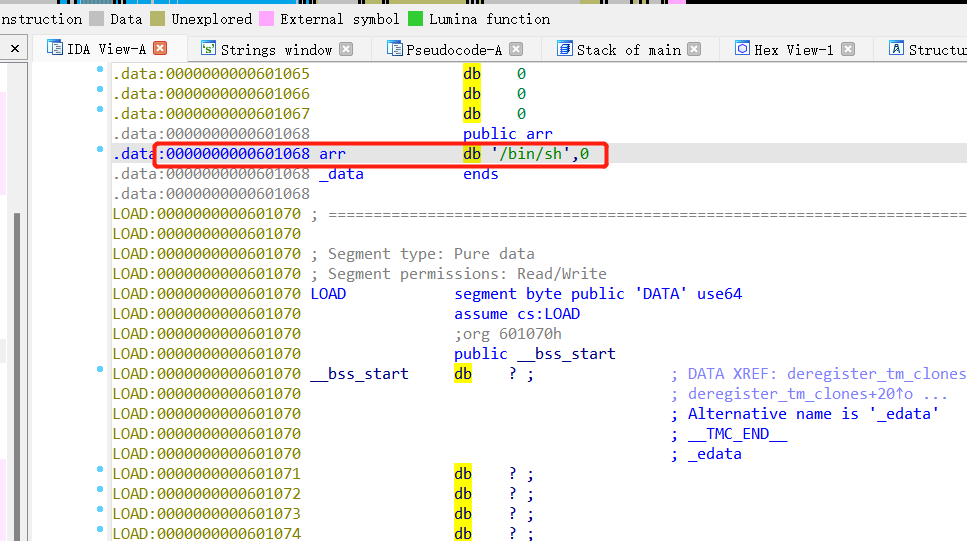 nstruction Data Unexplored External symbol Lumina function
IDA View-A Strings window Pseudocode-A Stack of main Hex View-1 Structu
.data:0000000000601065 db 0
.data:0000000000601066 db 0
.data:0000000000601067 db 0
.data:0000000000601068 public arr
.data:0000000000601068 arr db '/bin/sh',0
.data:0000000000601068 _data ends
.data:0000000000601068
LOAD:0000000000601070 ; =======================================================================
LOAD:0000000000601070
LOAD:0000000000601070 ; Segment type: Pure data
LOAD:0000000000601070 ; Segment permissions: Read/Write
LOAD:0000000000601070 LOAD segment byte public 'DATA' use64
LOAD:0000000000601070 assume cs:LOAD
LOAD:0000000000601070 ;org 601070h
LOAD:0000000000601070 public __bss_start
LOAD:0000000000601070 __bss_start db ? ; ; DATA XREF: deregister_tm_clones
LOAD:0000000000601070 ; deregister_tm_clones+20↑o ...
LOAD:0000000000601070 ; Alternative name is '_edata'
LOAD:0000000000601070 ; __TMC_END__
LOAD:0000000000601070 ; _edata
LOAD:0000000000601071 db ? ;
LOAD:0000000000601072 db ? ;
LOAD:0000000000601073 db ? ;
LOAD:0000000000601074 db ? ;